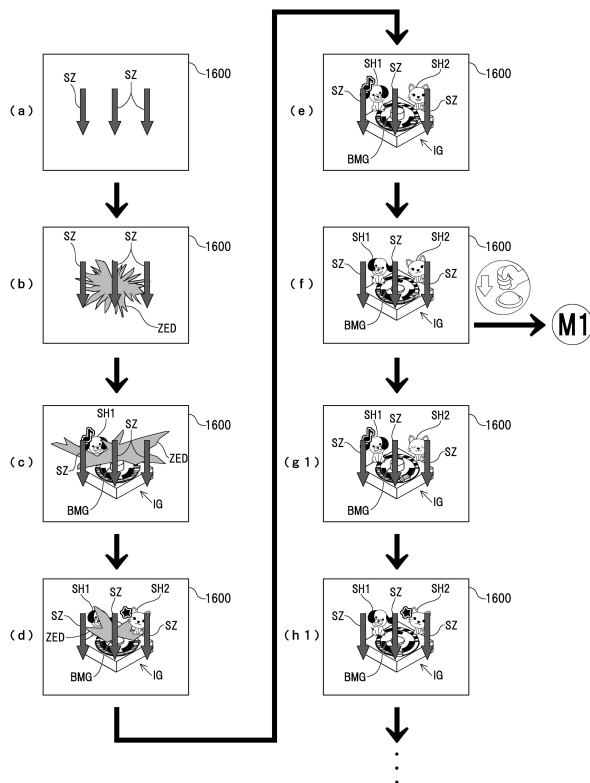 (a)
SZ SZ
1600
(b)
SZ SZ
1600
ZED
(c)
SH1
SZ
1600
SZ
ZED
BMG
IG
(d)
SH1 SZ SH2
1600
SZ
SZ
ZED
BMG
IG
(e)
SH1 SZ SH2
1600
SZ
SZ
BMG
IG
(f)
SH1 SZ SH2
1600
SZ
SZ
BMG
IG
M1
(g1)
SH1 SZ SH2
1600
SZ
SZ
BMG
IG
(h1)
SH1 SZ SH2
1600
SZ
SZ
BMG
IG